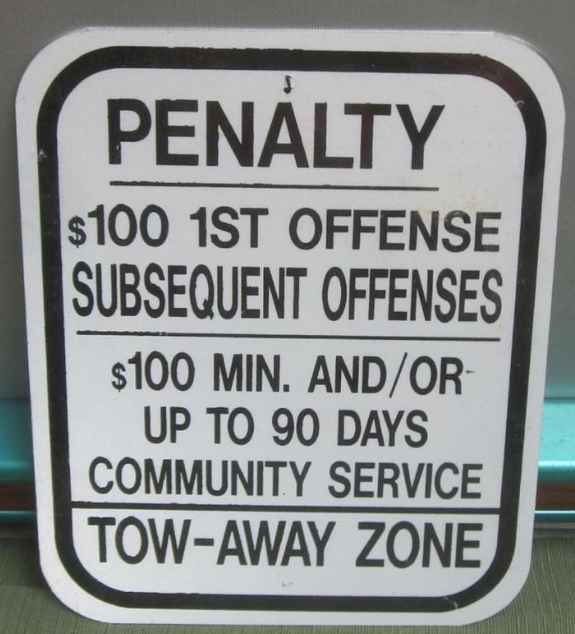 PENALTY
$100 1ST OFFENSE
SUBSEQUENT OFFENSES
$100 MIN. AND/OR
UP TO 90 DAYS
COMMUNITY SERVICE
TOW-AWAY ZONE